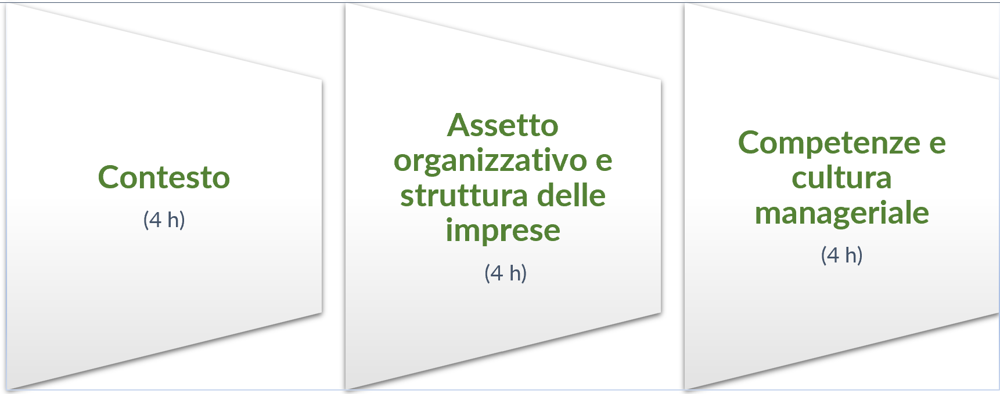 Contesto
(4 h)
Assetto
organizzativo e
struttura delle
imprese
(4 h)
Competenze e
cultura
manageriale
(4 h)